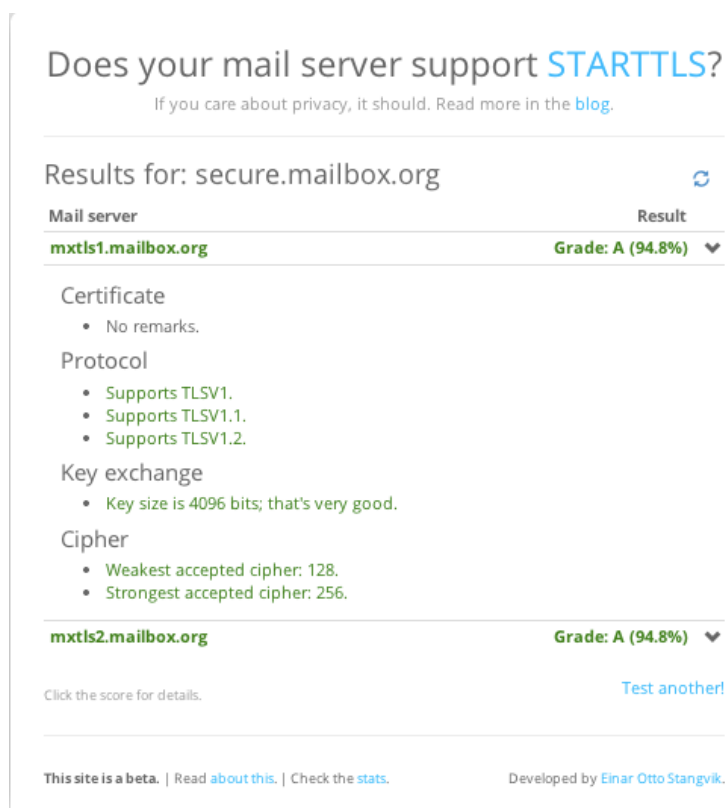 Does your mail server support STARTTLS?
If you care about privacy, it should. Read more in the blog.
Results for: secure.mailbox.org
Mail server Result
mxtls1.mailbox.org Grade: A (94.8%)
Certificate
• No remarks.
Protocol
• Supports TLSV1.
• Supports TLSV1.1.
• Supports TLSV1.2.
Key exchange
• Key size is 4096 bits; that's very good.
Cipher
• Weakest accepted cipher: 128.
• Strongest accepted cipher: 256.
mxtls2.mailbox.org Grade: A (94.8%)
Click the score for details. Test another!
This site is a beta. | Read about this. | Check the stats. Developed by Einar Otto Stangvik.